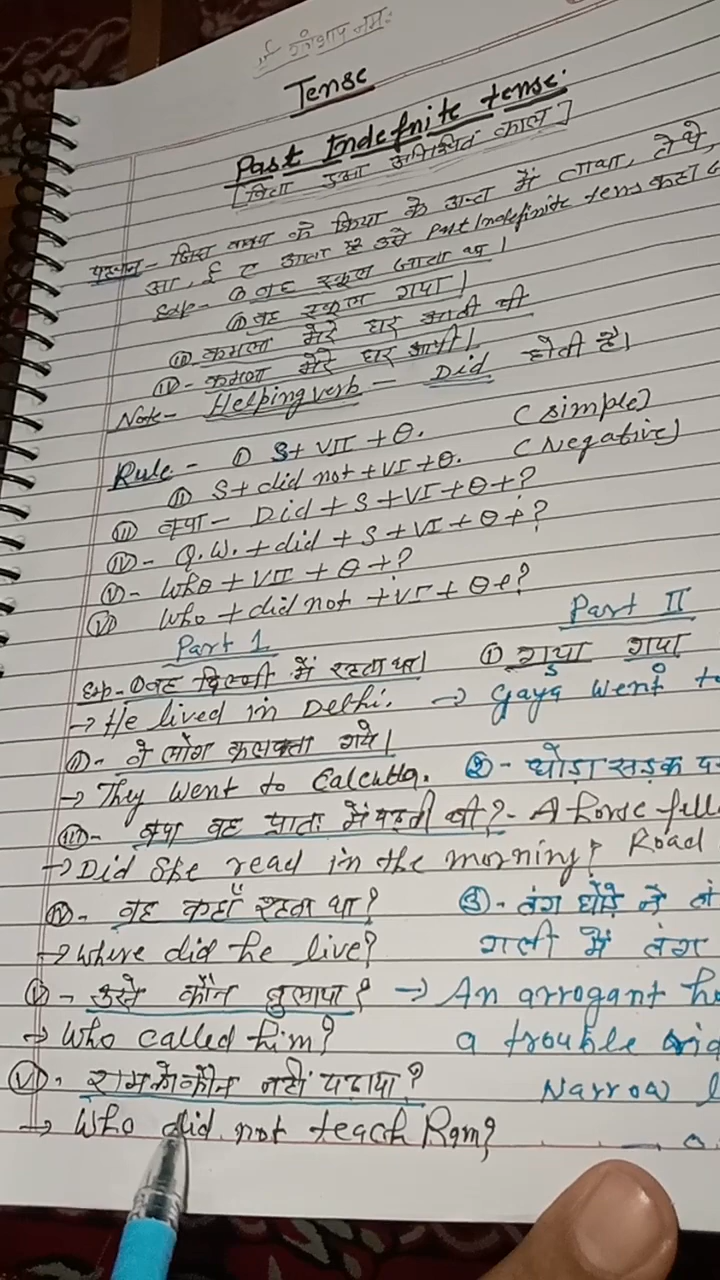 Tense
Past Indefinite tense.
[बिता हुआ अनिश्चित काल]
पहचान - जिस वाक्य के क्रिया के अन्त में ता था, ते थे,
आ, ई, ए आता है उसे Past Indefinite tens कहा
Exp- ① वह स्कूल जाता था।
② वह स्कूल गया।
③ कमला मेरे घर आती थी
④ - कमला मेरे घर आयी।
Note- Helping verb - Did होती है।
Rule - ① S + VII + O. (Simple)
② S + did not + VI + O. (Negative)
③ क्या - Did + S + VI + O + ?
④ - Q.W. + did + S + VI + O + ?
⑤ - Who + VII + O + ?
⑥ Who + did not + VI + O + ?
Part 1 Part II
Exp- ① वह दिल्ली में रहता था। ① गया गया
→ He lived in Delhi. → Gaya went to
② - वे लोग कलकत्ता गये।
→ They went to Calcutta. ② - घोड़ा सड़क
③ - क्या वह प्रातः में पढ़ती थी? - A horse fell
→ Did She read in the morning? Road
④ - वह कहाँ रहता था? ③ - तंग घोड़े ने
→ Where did he live? गली में तंग
⑤ - उसे कौन बुलाया? → An arrogant
→ Who called him? a trouble
⑥ - राम को कौन नहीं पढ़ाया? Narrow
→ Who did not teach Ram?